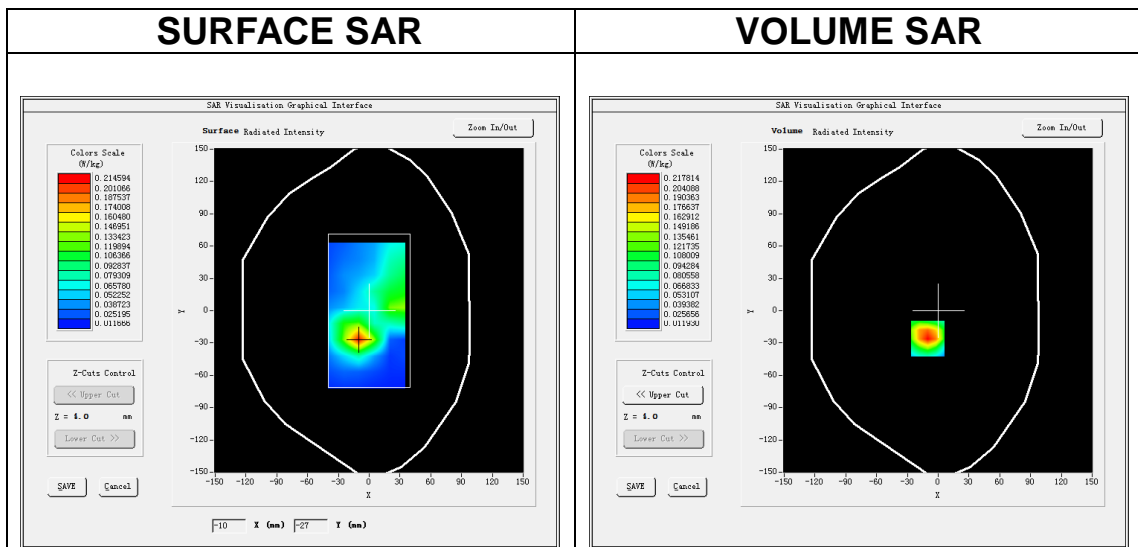 SURFACE SAR
VOLUME SAR
SAR Visualisation Graphical Interface
Surface Radiated Intensity
Zoom In/Out
Colors Scale
(W/kg)
0.214594
0.201066
0.187537
0.174008
0.160480
0.146951
0.133423
0.119894
0.106366
0.092837
0.079309
0.065780
0.052252
0.038723
0.025195
0.011666
Z-Cuts Control
<< Upper Cut
Z = 4.0 mm
Lower Cut >>
SAVE Cancel
150
120
90
60
30
Y 0
-30
-60
-90
-120
-150
-150 -120 -90 -60 -30 0 30 60 90 120 150
X
-10 X (mm) -27 Y (mm)
SAR Visualisation Graphical Interface
Volume Radiated Intensity
Zoom In/Out
Colors Scale
(W/kg)
0.217814
0.204088
0.190363
0.176637
0.162912
0.149186
0.135461
0.121735
0.108009
0.094284
0.080558
0.066833
0.053107
0.039382
0.025656
0.011930
Z-Cuts Control
<< Upper Cut
Z = 4.0 mm
Lower Cut >>
SAVE Cancel
150
120
90
60
30
Y 0
-30
-60
-90
-120
-150
-150 -120 -90 -60 -30 0 30 60 90 120 150
X